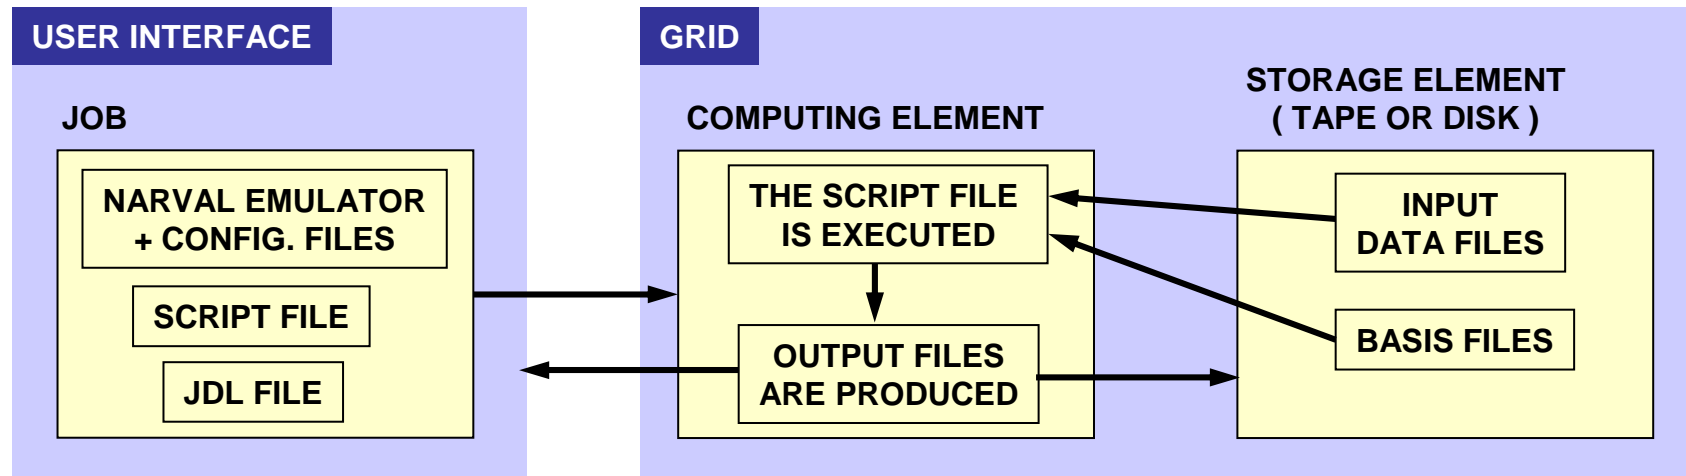 USER INTERFACE
JOB
NARVAL EMULATOR
+ CONFIG. FILES
SCRIPT FILE
JDL FILE
GRID
COMPUTING ELEMENT
THE SCRIPT FILE
IS EXECUTED
OUTPUT FILES
ARE PRODUCED
STORAGE ELEMENT
( TAPE OR DISK )
INPUT
DATA FILES
BASIS FILES